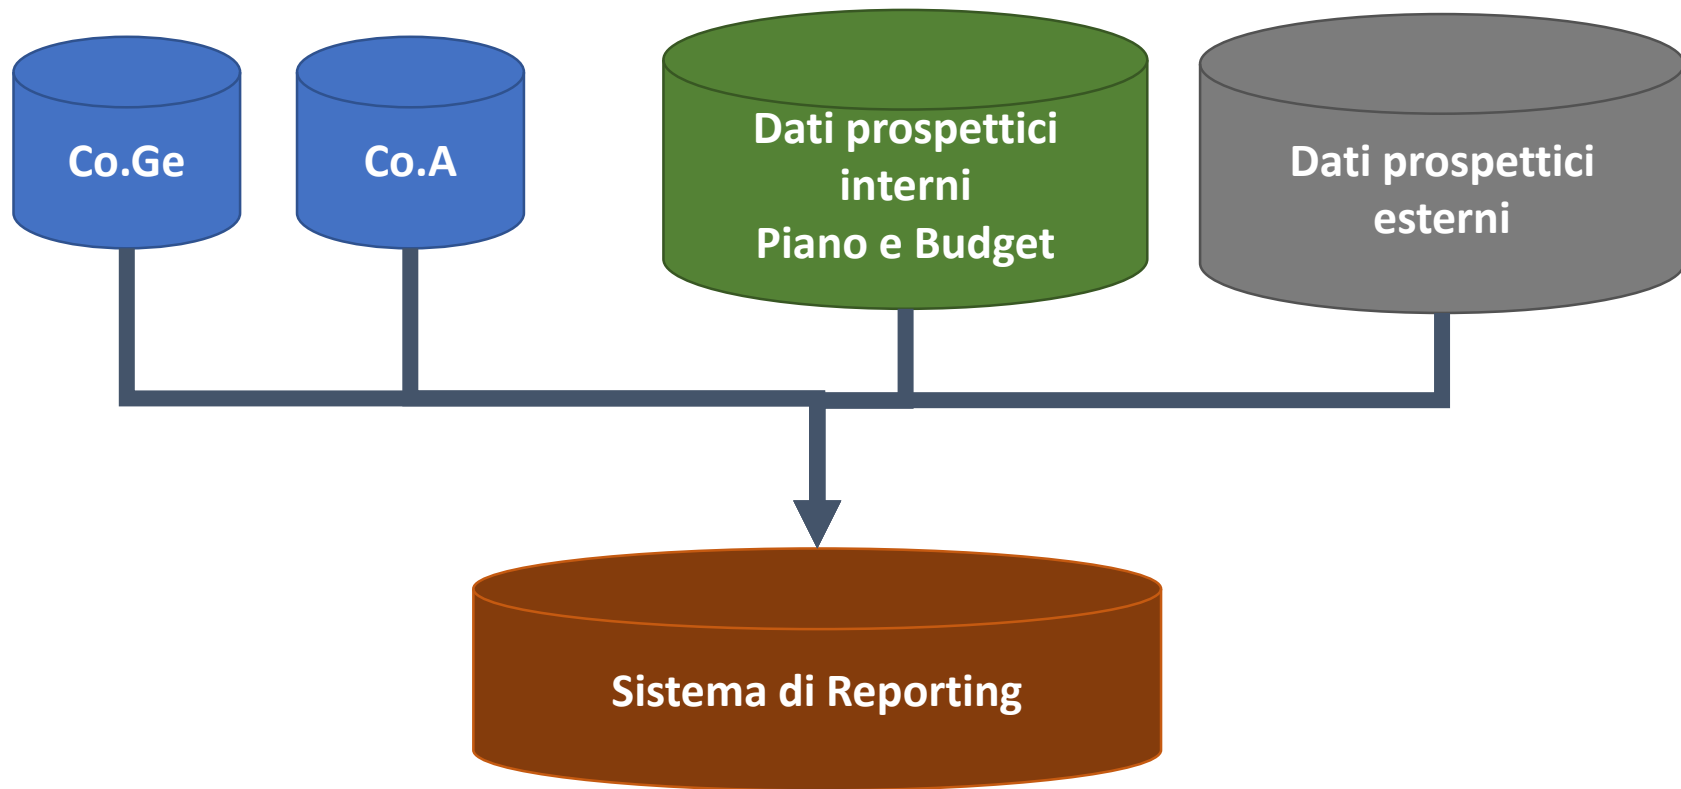 Co.Ge
Co.A
Dati prospettici
interni
Piano e Budget
Dati prospettici
esterni
Sistema di Reporting